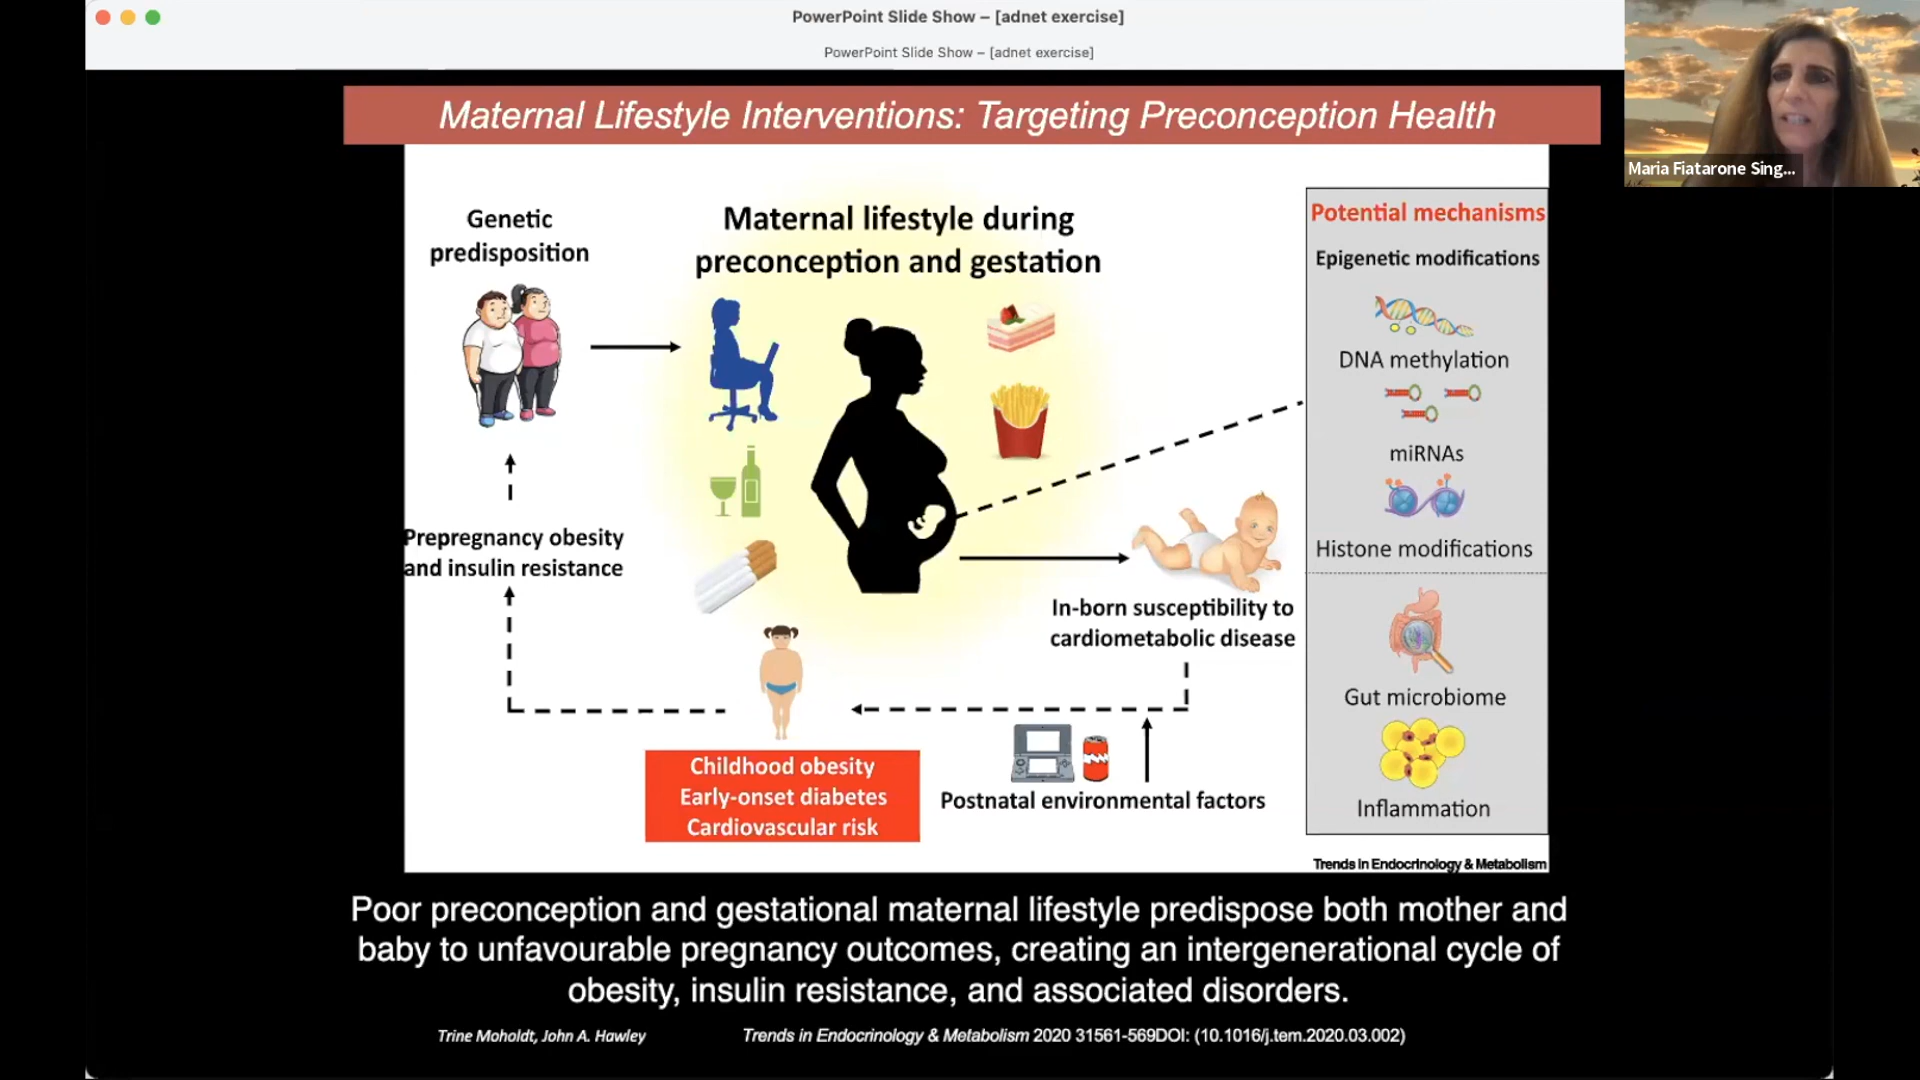 PowerPoint Slide Show – [adnet exercise]
PowerPoint Slide Show – [adnet exercise]
Maria Fiatarone Sing...
Maternal Lifestyle Interventions: Targeting Preconception Health
Genetic
predisposition
Maternal lifestyle during
preconception and gestation
Potential mechanisms
Epigenetic modifications
DNA methylation
miRNAs
Histone modifications
Gut microbiome
Inflammation
Prepregnancy obesity
and insulin resistance
In-born susceptibility to
cardiometabolic disease
Childhood obesity
Early-onset diabetes
Cardiovascular risk
Postnatal environmental factors
Trends in Endocrinology & Metabolism
Poor preconception and gestational maternal lifestyle predispose both mother and
baby to unfavourable pregnancy outcomes, creating an intergenerational cycle of
obesity, insulin resistance, and associated disorders.
Trine Moholdt, John A. Hawley
Trends in Endocrinology & Metabolism 2020 31561-569DOI: (10.1016/j.tem.2020.03.002)